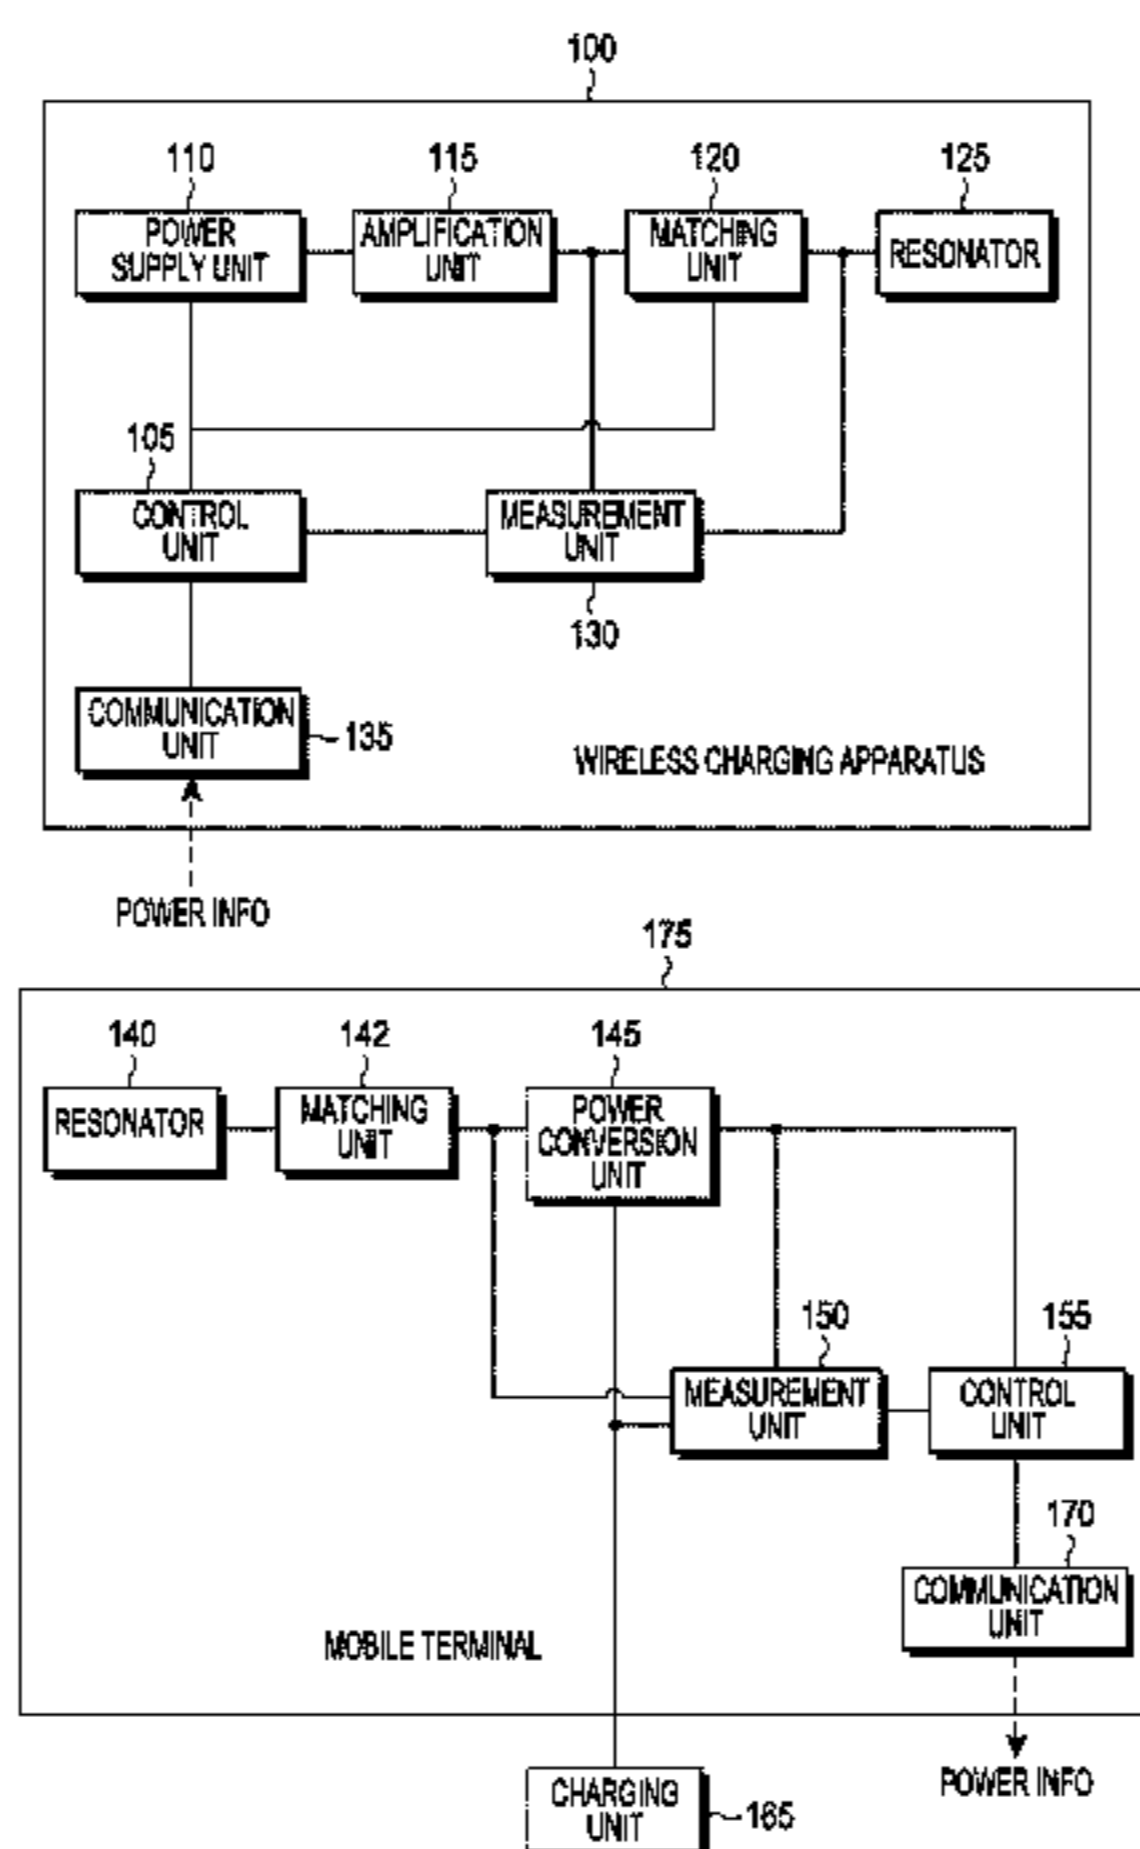 100
110
115
120
125
POWER
SUPPLY UNIT
AMPLIFICATION
UNIT
MATCHING
UNIT
RESONATOR
105
CONTROL
UNIT
MEASUREMENT
UNIT
130
COMMUNICATION
UNIT
135
WIRELESS CHARGING APPARATUS
POWER INFO
175
140
142
145
RESONATOR
MATCHING
UNIT
POWER
CONVERSION
UNIT
150
155
MEASUREMENT
UNIT
CONTROL
UNIT
170
COMMUNICATION
UNIT
MOBILE TERMINAL
POWER INFO
CHARGING
UNIT
165